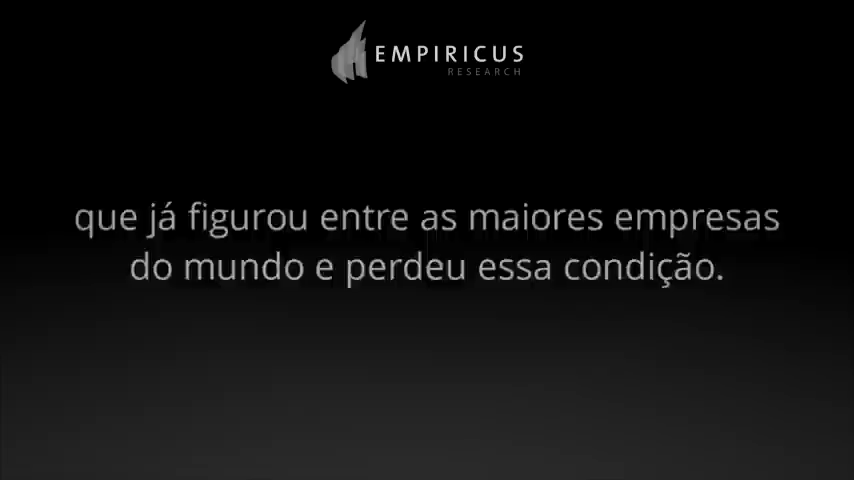 EMPIRICUS
RESEARCH
que já figurou entre as maiores empresas
do mundo e perdeu essa condição.